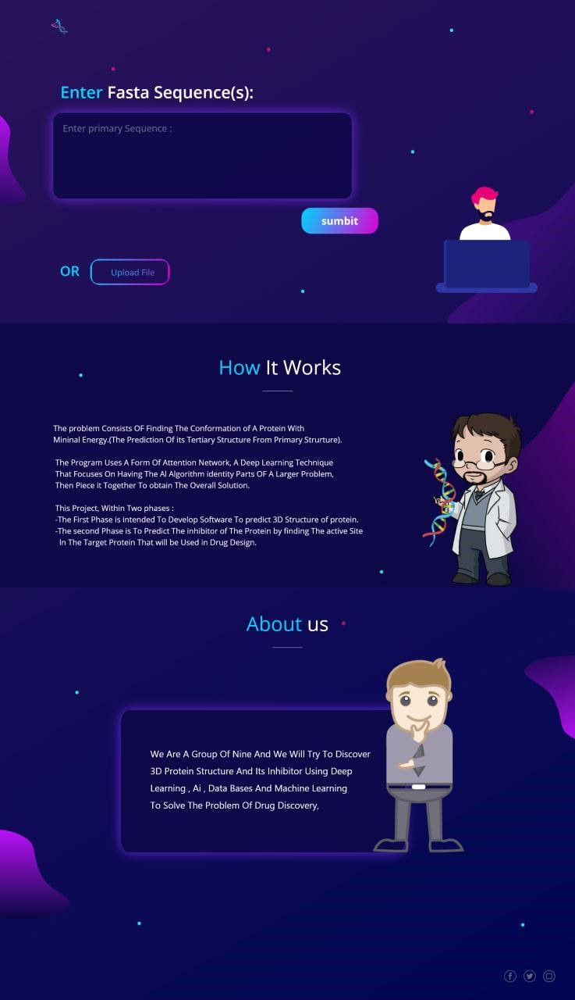 Enter Fasta Sequence(s):
Enter primary Sequence :
sumbit
OR Upload File
How It Works
The problem Consists OF Finding The Conformation of A Protein With
Mininal Energy.(The Prediction Of its Tertiary Structure From Primary Strurture).
The Program Uses A Form Of Attention Network, A Deep Learning Technique
That Focuses On Having The AI Algorithm identity Parts OF A Larger Problem,
Then Piece it Together To obtain The Overall Solution.
This Project, Within Two phases :
-The First Phase is intended To Develop Software To predict 3D Structure of protein.
-The second Phase is To Predict The inhibitor of The Protein by finding The active Site
In The Target Protein That will be Used in Drug Design.
About us
We Are A Group Of Nine And We Will Try To Discover
3D Protein Structure And Its Inhibitor Using Deep
Learning , Ai , Data Bases And Machine Learning
To Solve The Problem Of Drug Discovery,